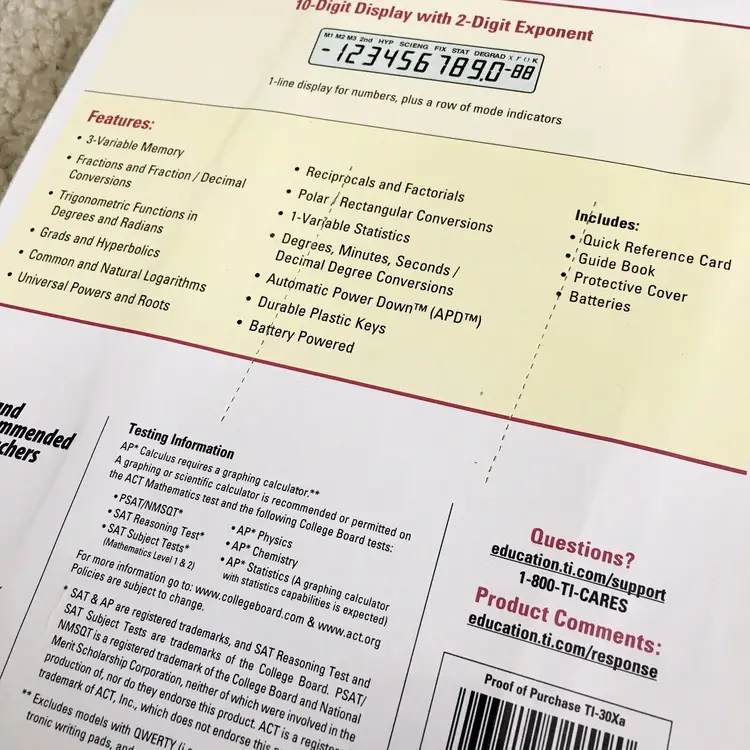 10-Digit Display with 2-Digit Exponent
M1 M2 M3 2nd HYP SCIENG FIX STAT DEGRAD X r () K
-1234567890-88
1-line display for numbers, plus a row of mode indicators
Features:
• 3-Variable Memory
• Fractions and Fraction / Decimal
Conversions
• Trigonometric Functions in
Degrees and Radians
• Grads and Hyperbolics
• Common and Natural Logarithms
• Universal Powers and Roots
• Reciprocals and Factorials
• Polar / Rectangular Conversions
• 1-Variable Statistics
• Degrees, Minutes, Seconds /
Decimal Degree Conversions
• Automatic Power Down™ (APD™)
• Durable Plastic Keys
• Battery Powered
Includes:
• Quick Reference Card
• Guide Book
• Protective Cover
• Batteries
Testing Information
AP* Calculus requires a graphing calculator.**
A graphing or scientific calculator is recommended or permitted on
the ACT Mathematics test and the following College Board tests:
• PSAT/NMSQT*
• SAT Reasoning Test*
• SAT Subject Tests*
(Mathematics Level 1 & 2)
• AP* Physics
• AP* Chemistry
• AP* Statistics (A graphing calculator
with statistics capabilities is expected)
For more information go to: www.collegeboard.com & www.act.org
Policies are subject to change.
* SAT & AP are registered trademarks, and SAT Reasoning Test and
SAT Subject Tests are trademarks of the College Board. PSAT/
NMSQT is a registered trademark of the College Board and National
Merit Scholarship Corporation, neither of which were involved in the
production of, nor do they endorse this product. ACT is a
trademark of ACT, Inc., which does not endorse this
** Excludes models with QWERTY
tronic writing pads, and
Questions?
education.ti.com/support
1-800-TI-CARES
Product Comments:
education.ti.com/response
Proof of Purchase TI-30Xa